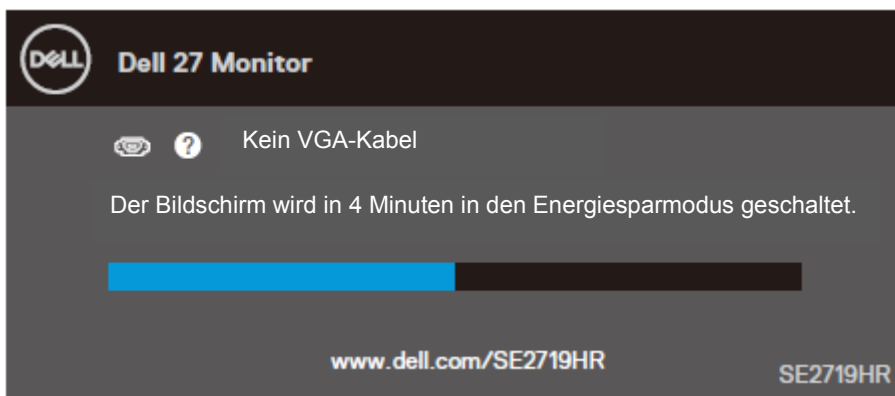 DELL Dell 27 Monitor
? Kein VGA-Kabel
Der Bildschirm wird in 4 Minuten in den Energiesparmodus geschaltet.
www.dell.com/SE2719HR
SE2719HR